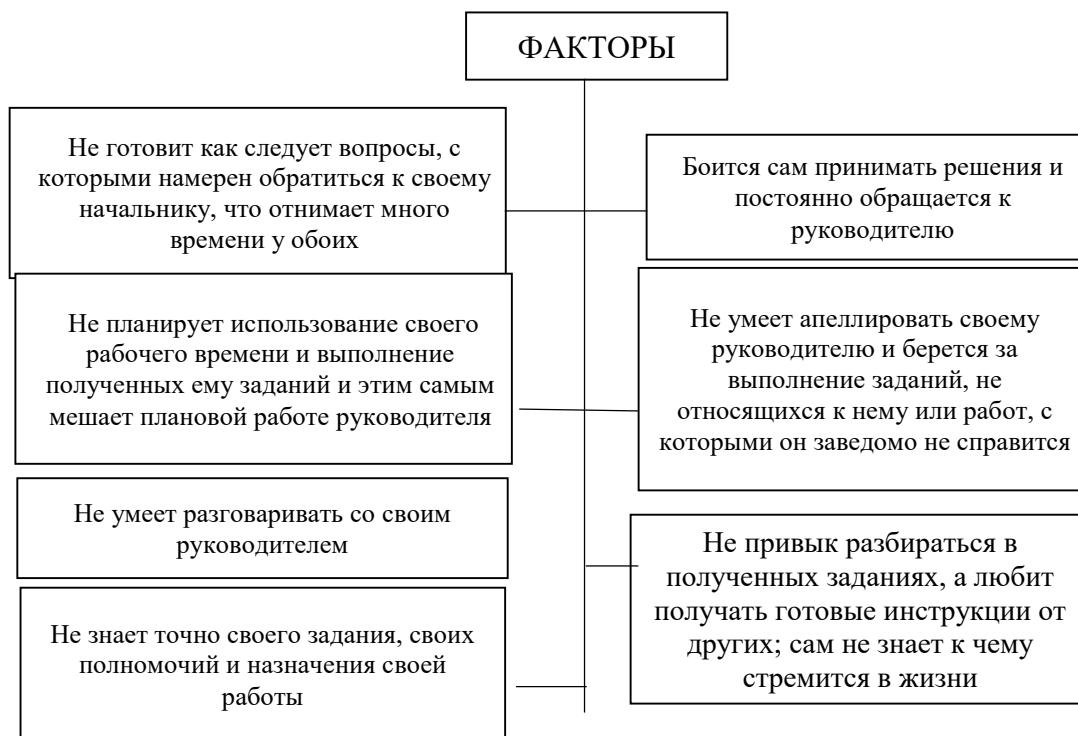 ФАКТОРЫ
Не готовит как следует вопросы, с
которыми намерен обратиться к своему
начальнику, что отнимает много
времени у обоих
Боится сам принимать решения и
постоянно обращается к
руководителю
Не планирует использование своего
рабочего времени и выполнение
полученных ему заданий и этим самым
мешает плановой работе руководителя
Не умеет апеллировать своему
руководителю и берется за
выполнение заданий, не
относящихся к нему или работ, с
которыми он заведомо не справится
Не умеет разговаривать со своим
руководителем
Не привык разбираться в
полученных заданиях, а любит
получать готовые инструкции от
других; сам не знает к чему
стремится в жизни
Не знает точно своего задания, своих
полномочий и назначения своей
работы